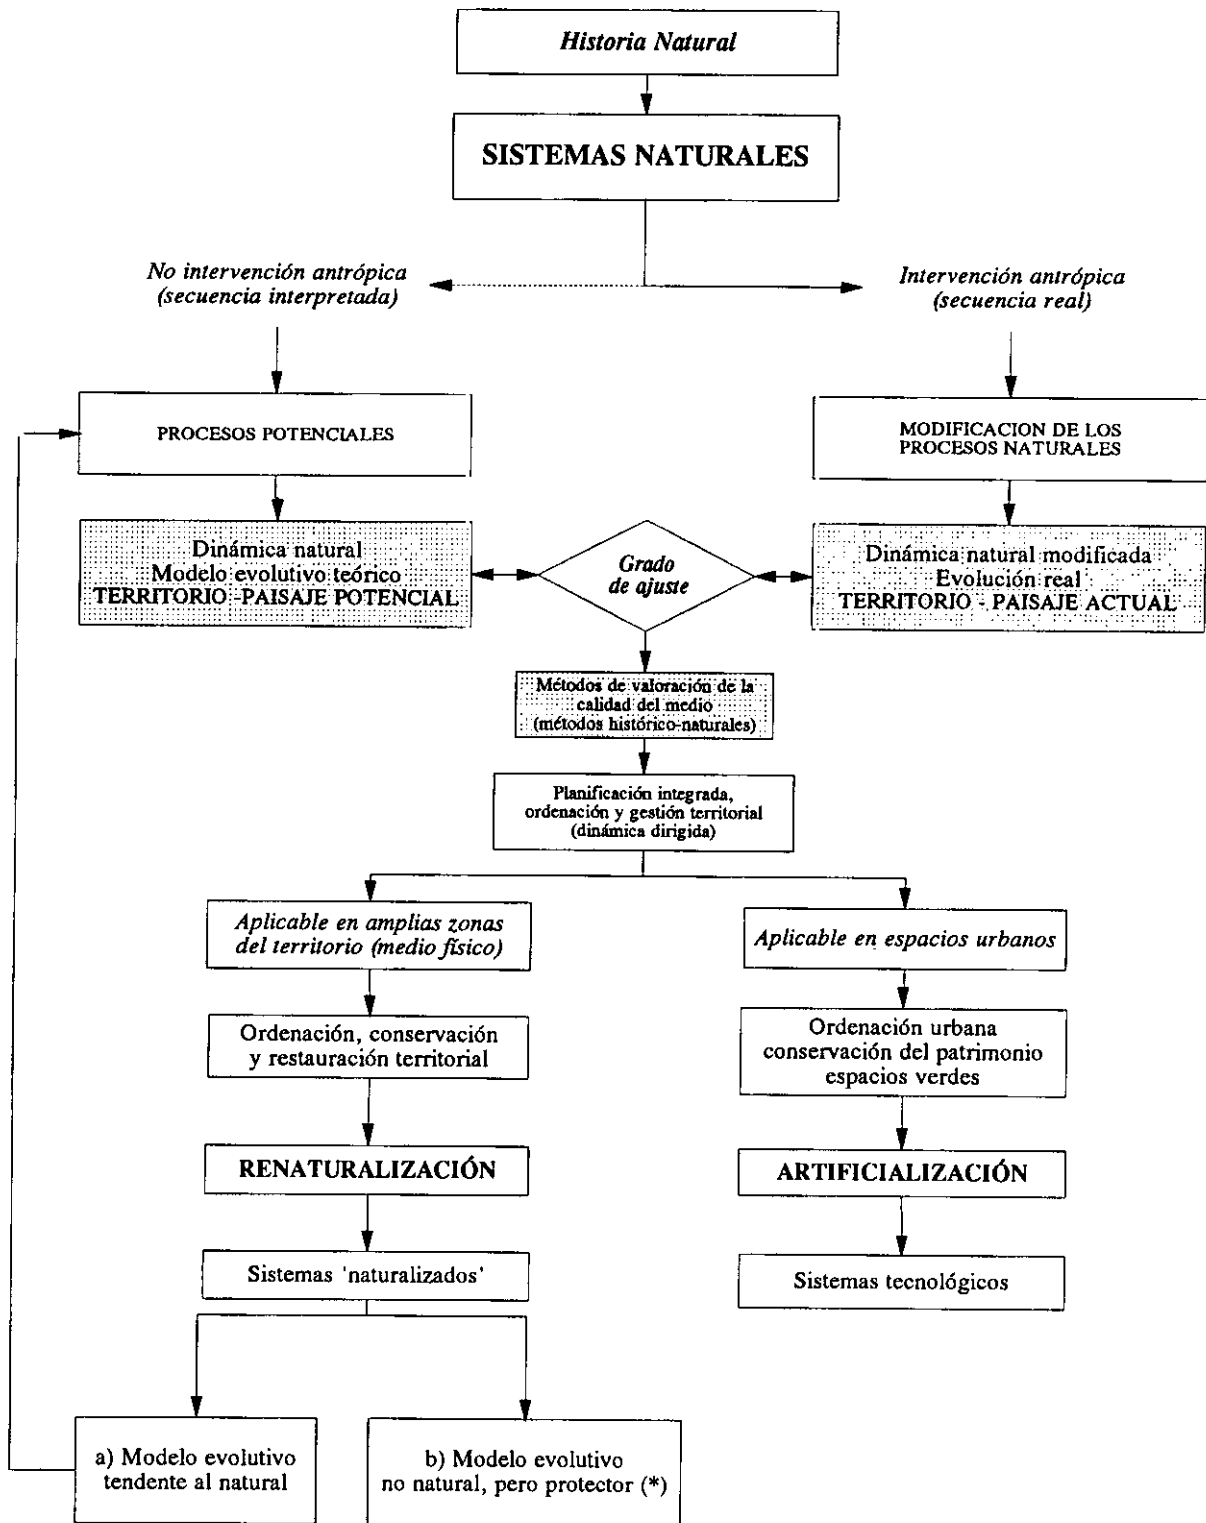 Historia Natural
SISTEMAS NATURALES
No intervención antrópica
(secuencia interpretada)
Intervención antrópica
(secuencia real)
PROCESOS POTENCIALES
MODIFICACION DE LOS
PROCESOS NATURALES
Dinámica natural
Modelo evolutivo teórico
TERRITORIO -PAISAJE POTENCIAL
Grado
de ajuste
Dinámica natural modificada
Evolución real
TERRITORIO - PAISAJE ACTUAL
Métodos de valoración de la
calidad del medio
(métodos histórico-naturales)
Planificación integrada,
ordenación y gestión territorial
(dinámica dirigida)
Aplicable en amplias zonas
del territorio (medio físico)
Aplicable en espacios urbanos
Ordenación, conservación
y restauración territorial
Ordenación urbana
conservación del patrimonio
espacios verdes
RENATURALIZACIÓN
ARTIFICIALIZACIÓN
Sistemas 'naturalizados'
Sistemas tecnológicos
a) Modelo evolutivo
tendente al natural
b) Modelo evolutivo
no natural, pero protector (*)